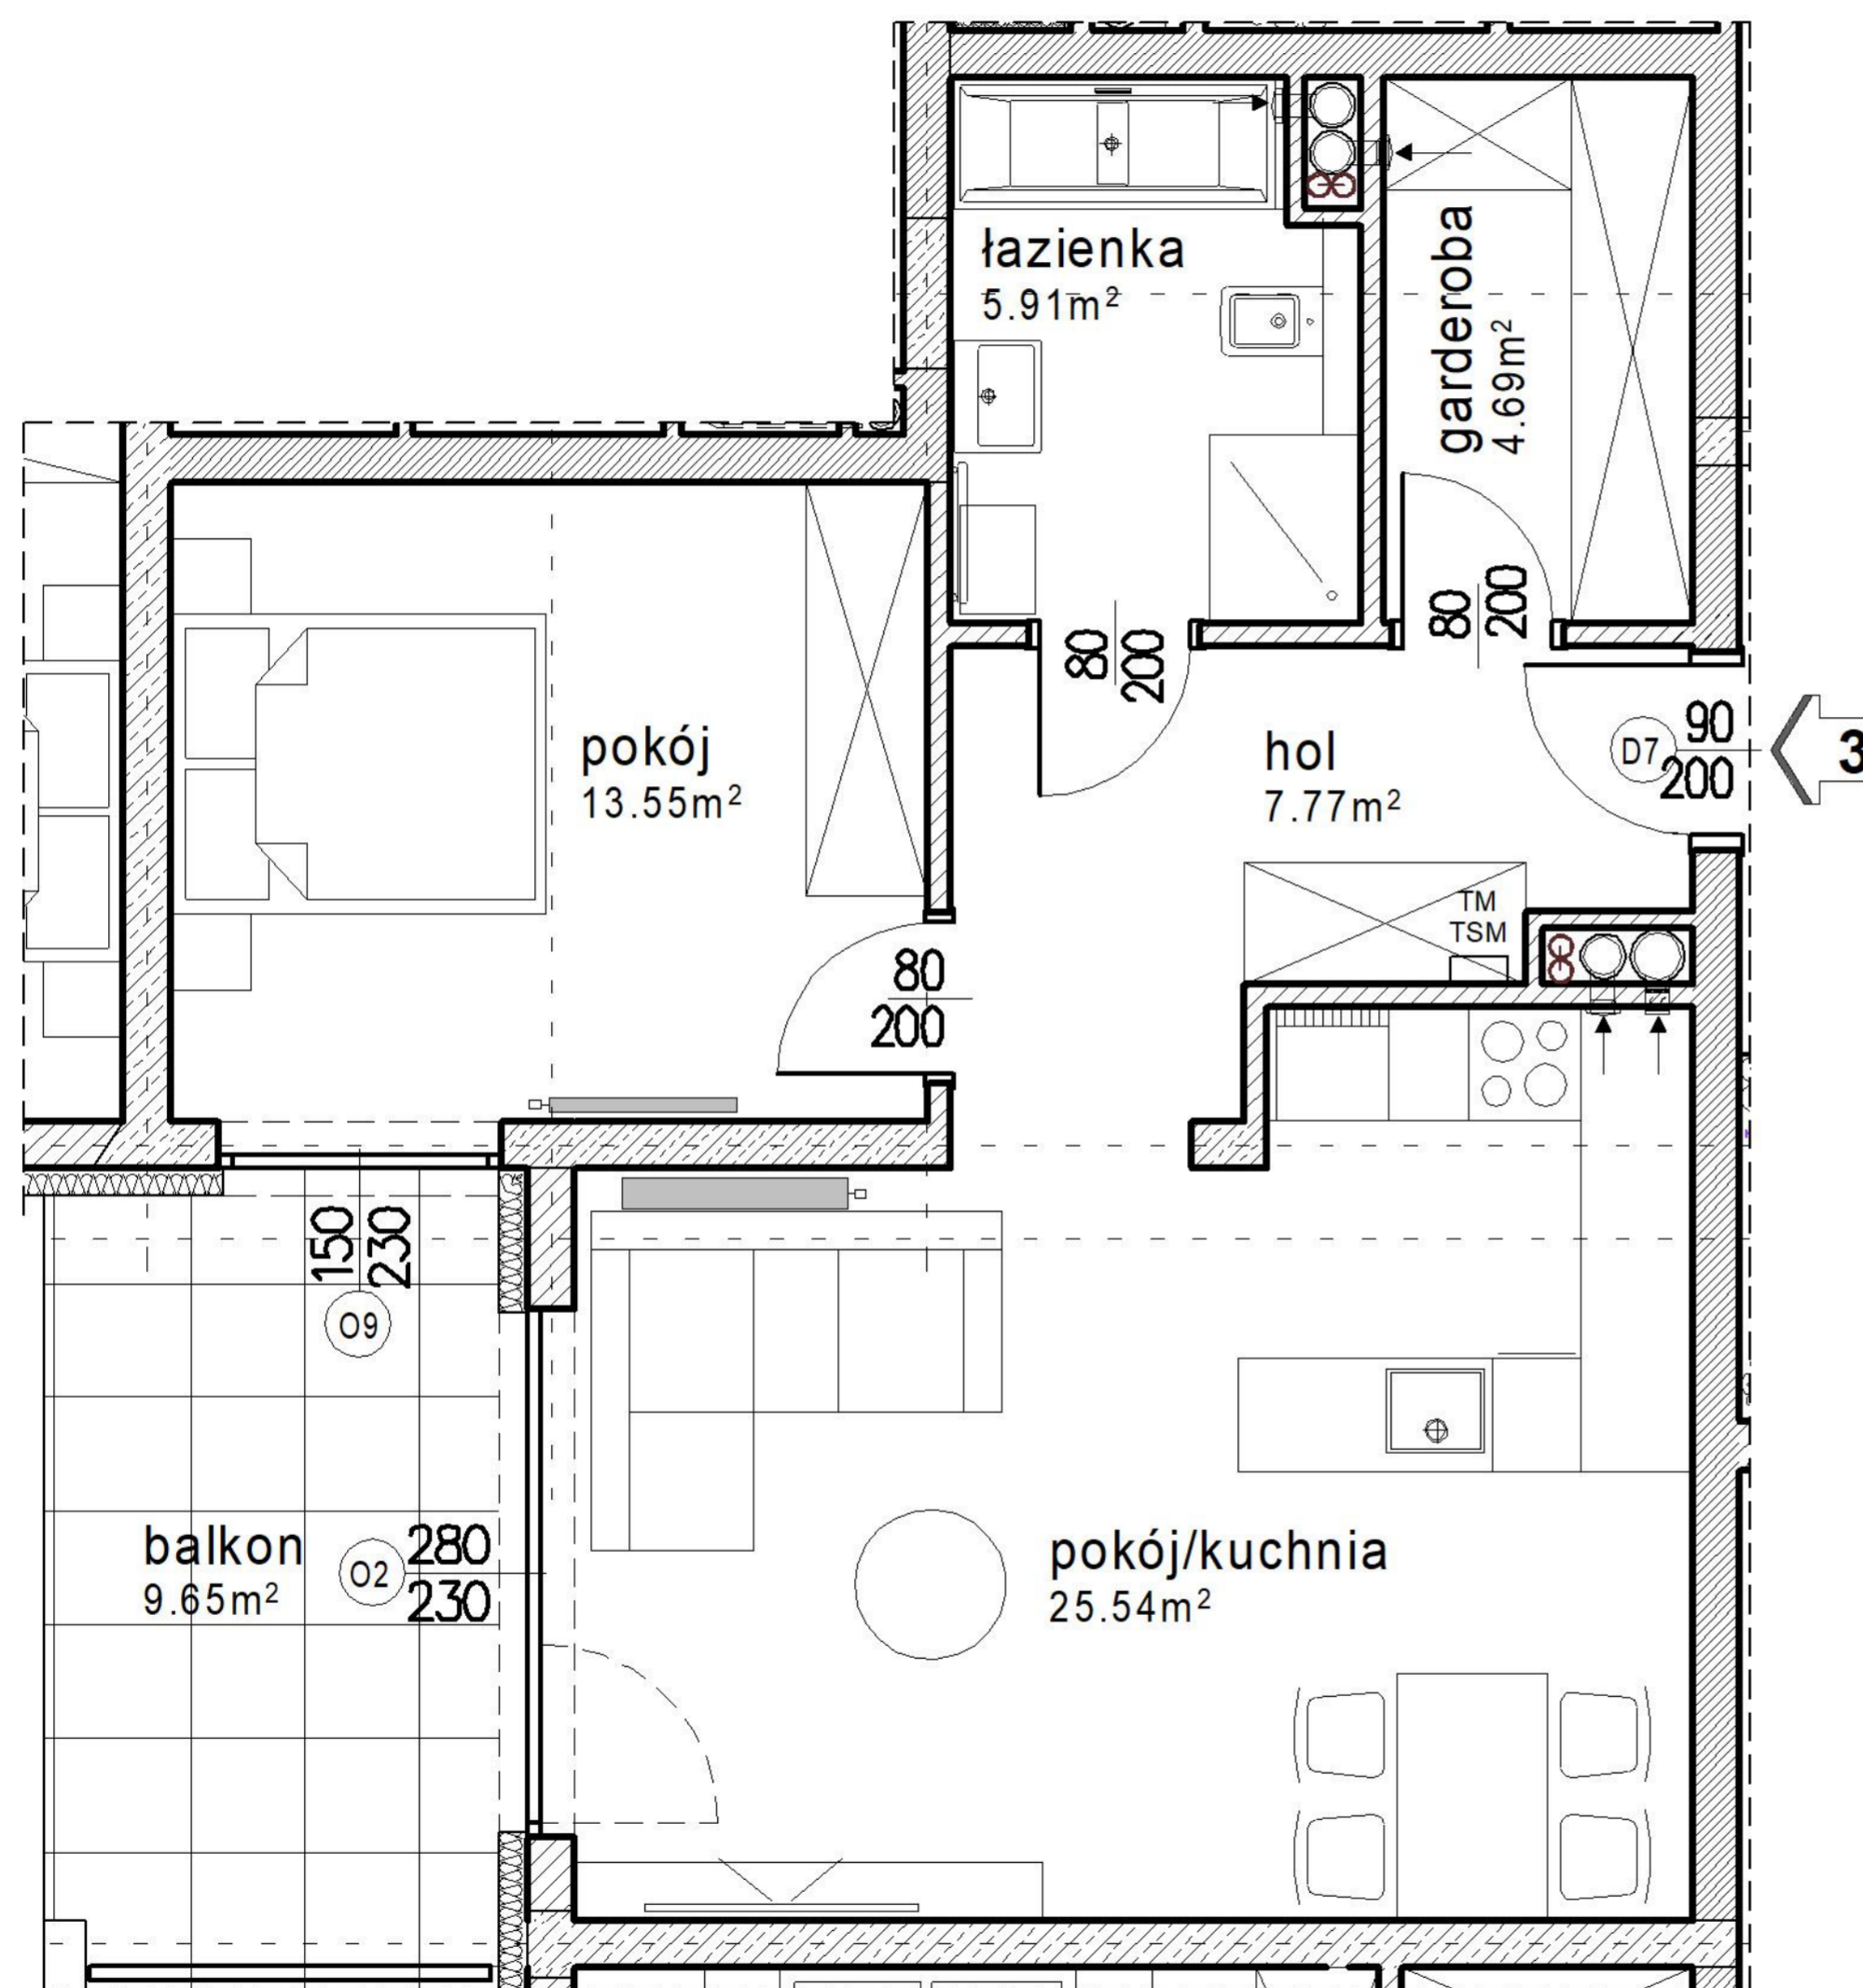 łazienka
5.91m²
garderoba
4.69m²
80
200
80
200
pokój
13.55m²
hol
7.77m²
D7
90
200
3
TM
TSM
80
200
150
230
O9
balkon
9.65m²
O2
280
230
pokój/kuchnia
25.54m²